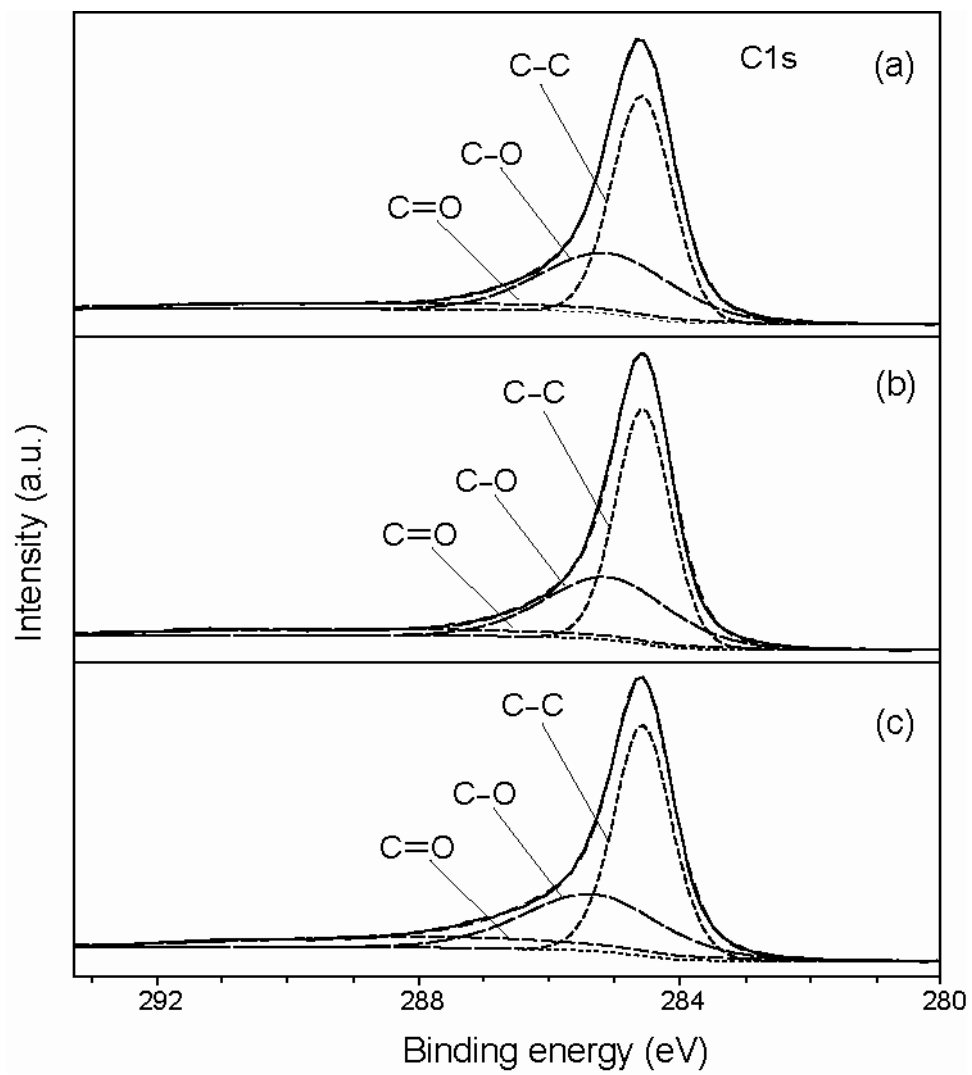 C1s
(a)
C–C
C–O
C=O
(b)
C–C
C–O
C=O
(c)
C–C
C–O
C=O
Intensity (a.u.)
292
288
284
280
Binding energy (eV)